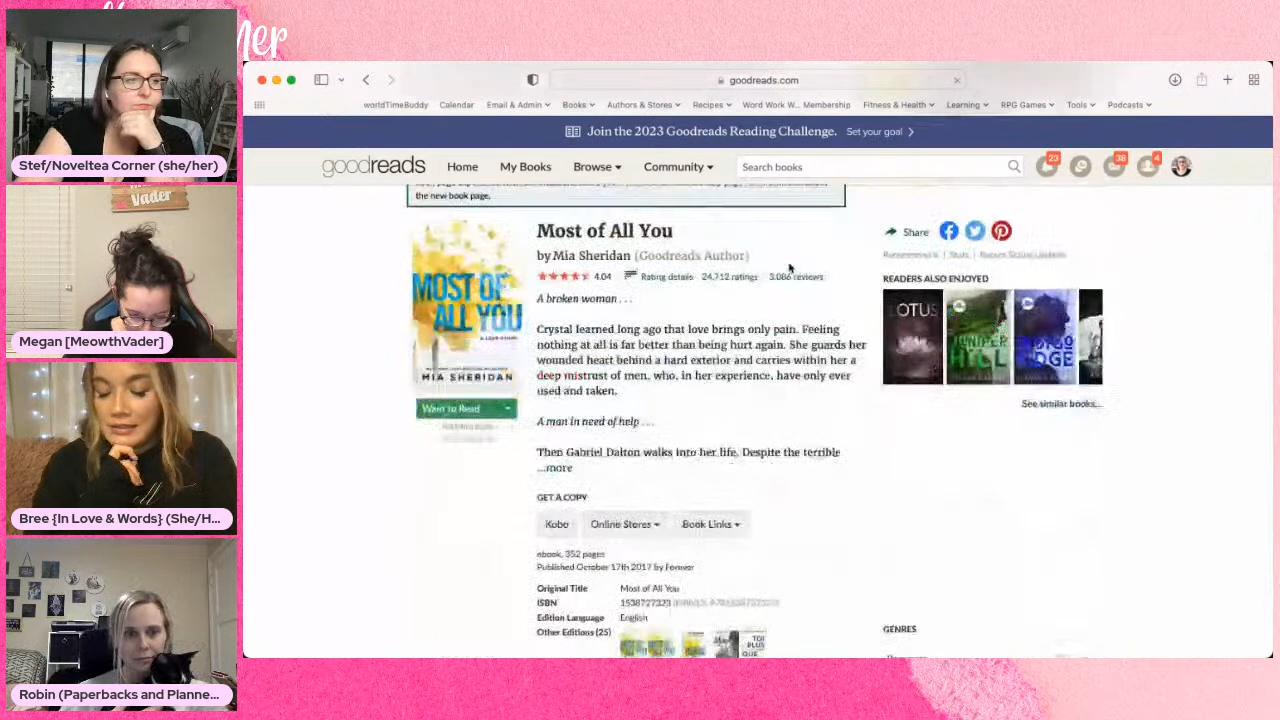 Vader
Stef/Noveltea Corner (she/her)
Megan [MeowthVader]
Bree {In Love & Words} (She/H...
Robin (Paperbacks and Planne...
goodreads.com
worldTimeBuddy Calendar Email & Admin Books Authors & Stores Recipes Word Work W... Membership Fitness & Health Learning RPG Games Tools Podcasts
Join the 2023 Goodreads Reading Challenge. Set your goal
goodreads Home My Books Browse Community Search books 23 38 4
the new book page.
Most of All You
by Mia Sheridan (Goodreads Author)
4.04 Rating details 24,712 ratings 3,086 reviews
A broken woman . . .
Crystal learned long ago that love brings only pain. Feeling
nothing at all is far better than being hurt again. She guards her
wounded heart behind a hard exterior and carries within her a
deep mistrust of men, who, in her experience, have only ever
used and taken.
A man in need of help . . .
Then Gabriel Dalton walks into her life. Despite the terrible
...more
GET A COPY
Kobo Online Stores Book Links
ebook, 352 pages
Published October 17th 2017 by Forever
Original Title Most of All You
ISBN
Edition Language English
Other Editions (25)
MOST OF
ALL YOU
MIA SHERIDAN
Want to Read
Share
READERS ALSO ENJOYED
LOTUS
JUNIPER
HILL
INDIGO
RIDGE
See similar books...
GENRES